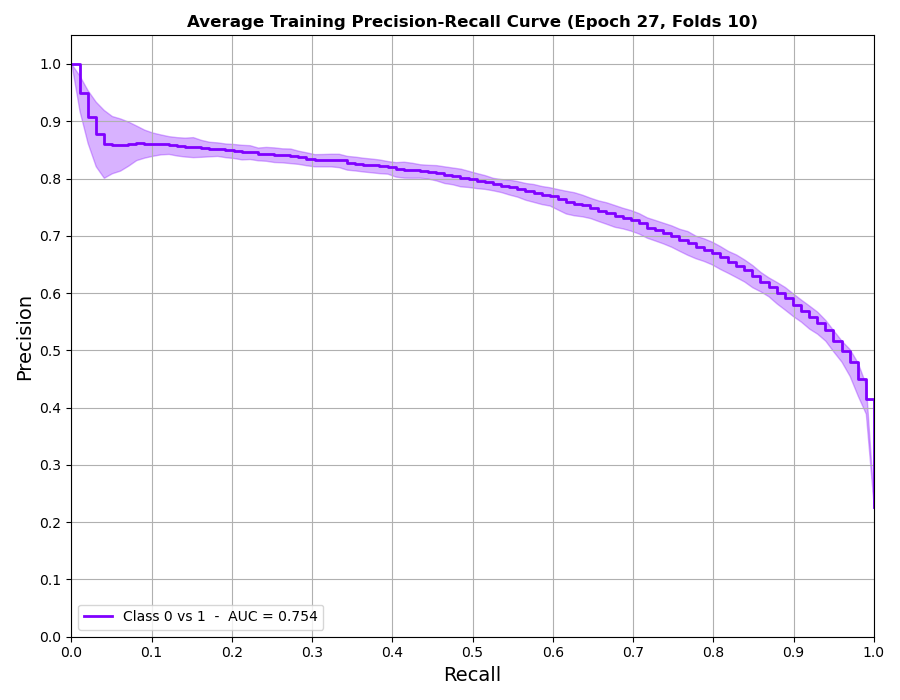 Average Training Precision-Recall Curve (Epoch 27, Folds 10)
1.0
0.9
0.8
0.7
0.6
0.5
0.4
0.3
0.2
0.1
0.0
Precision
Class 0 vs 1 - AUC = 0.754
0.0 0.1 0.2 0.3 0.4 0.5 0.6 0.7 0.8 0.9 1.0
Recall